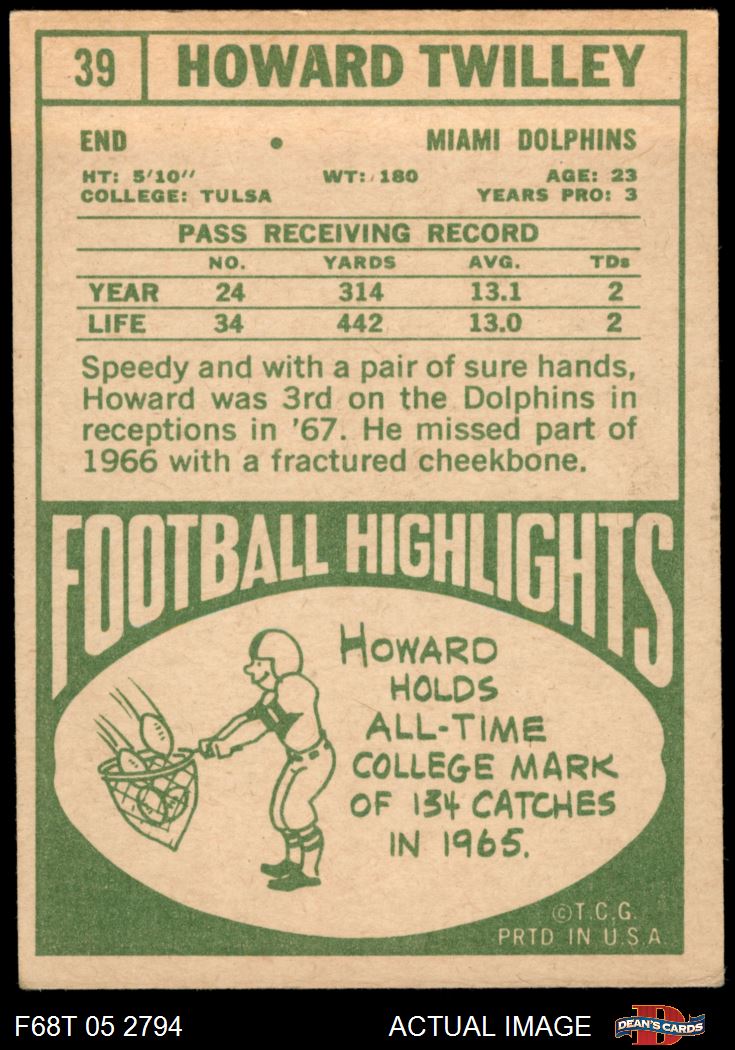 39 HOWARD TWILLEY
END • MIAMI DOLPHINS
HT: 5/10" WT: 180 AGE: 23
COLLEGE: TULSA YEARS PRO: 3
PASS RECEIVING RECORD
NO. YARDS AVG. TDs
YEAR 24 314 13.1 2
LIFE 34 442 13.0 2
Speedy and with a pair of sure hands,
Howard was 3rd on the Dolphins in
receptions in '67. He missed part of
1966 with a fractured cheekbone.
FOOTBALL HIGHLIGHTS
HOWARD
HOLDS
ALL-TIME
COLLEGE MARK
OF 134 CATCHES
IN 1965.
©T.C.G.
PRTD IN U.S.A
F68T 05 2794 ACTUAL IMAGE D DEAN'S CARDS